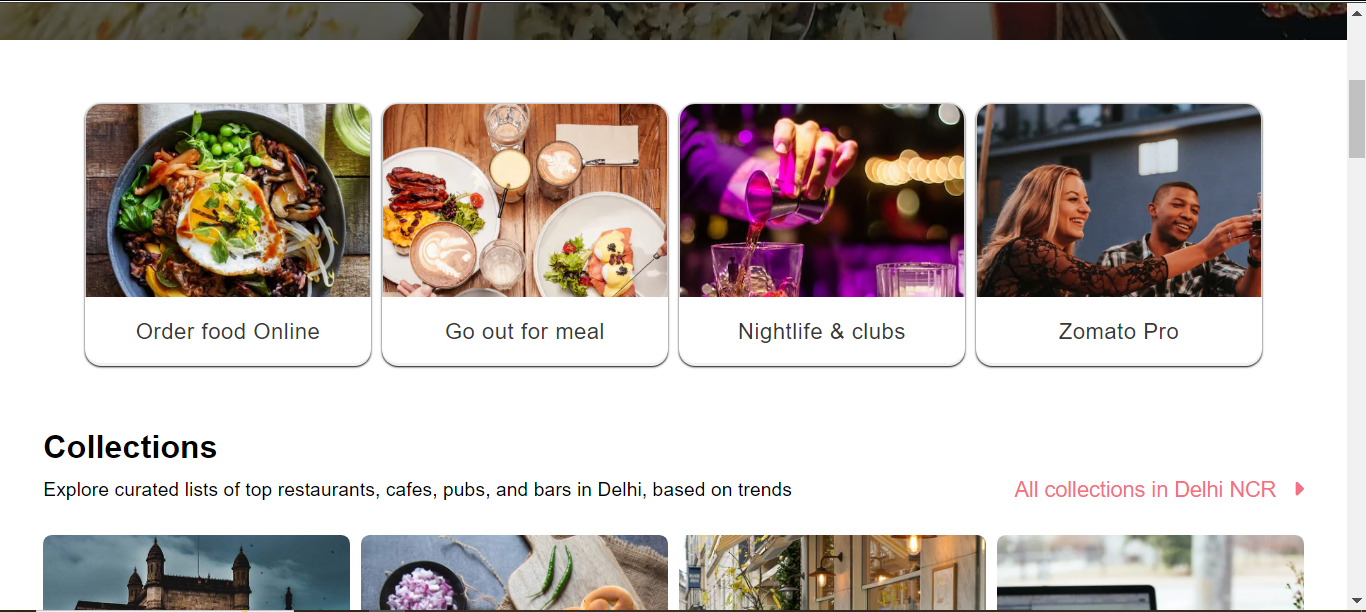 Order food Online
Go out for meal
Nightlife & clubs
Zomato Pro
Collections
Explore curated lists of top restaurants, cafes, pubs, and bars in Delhi, based on trends
All collections in Delhi NCR